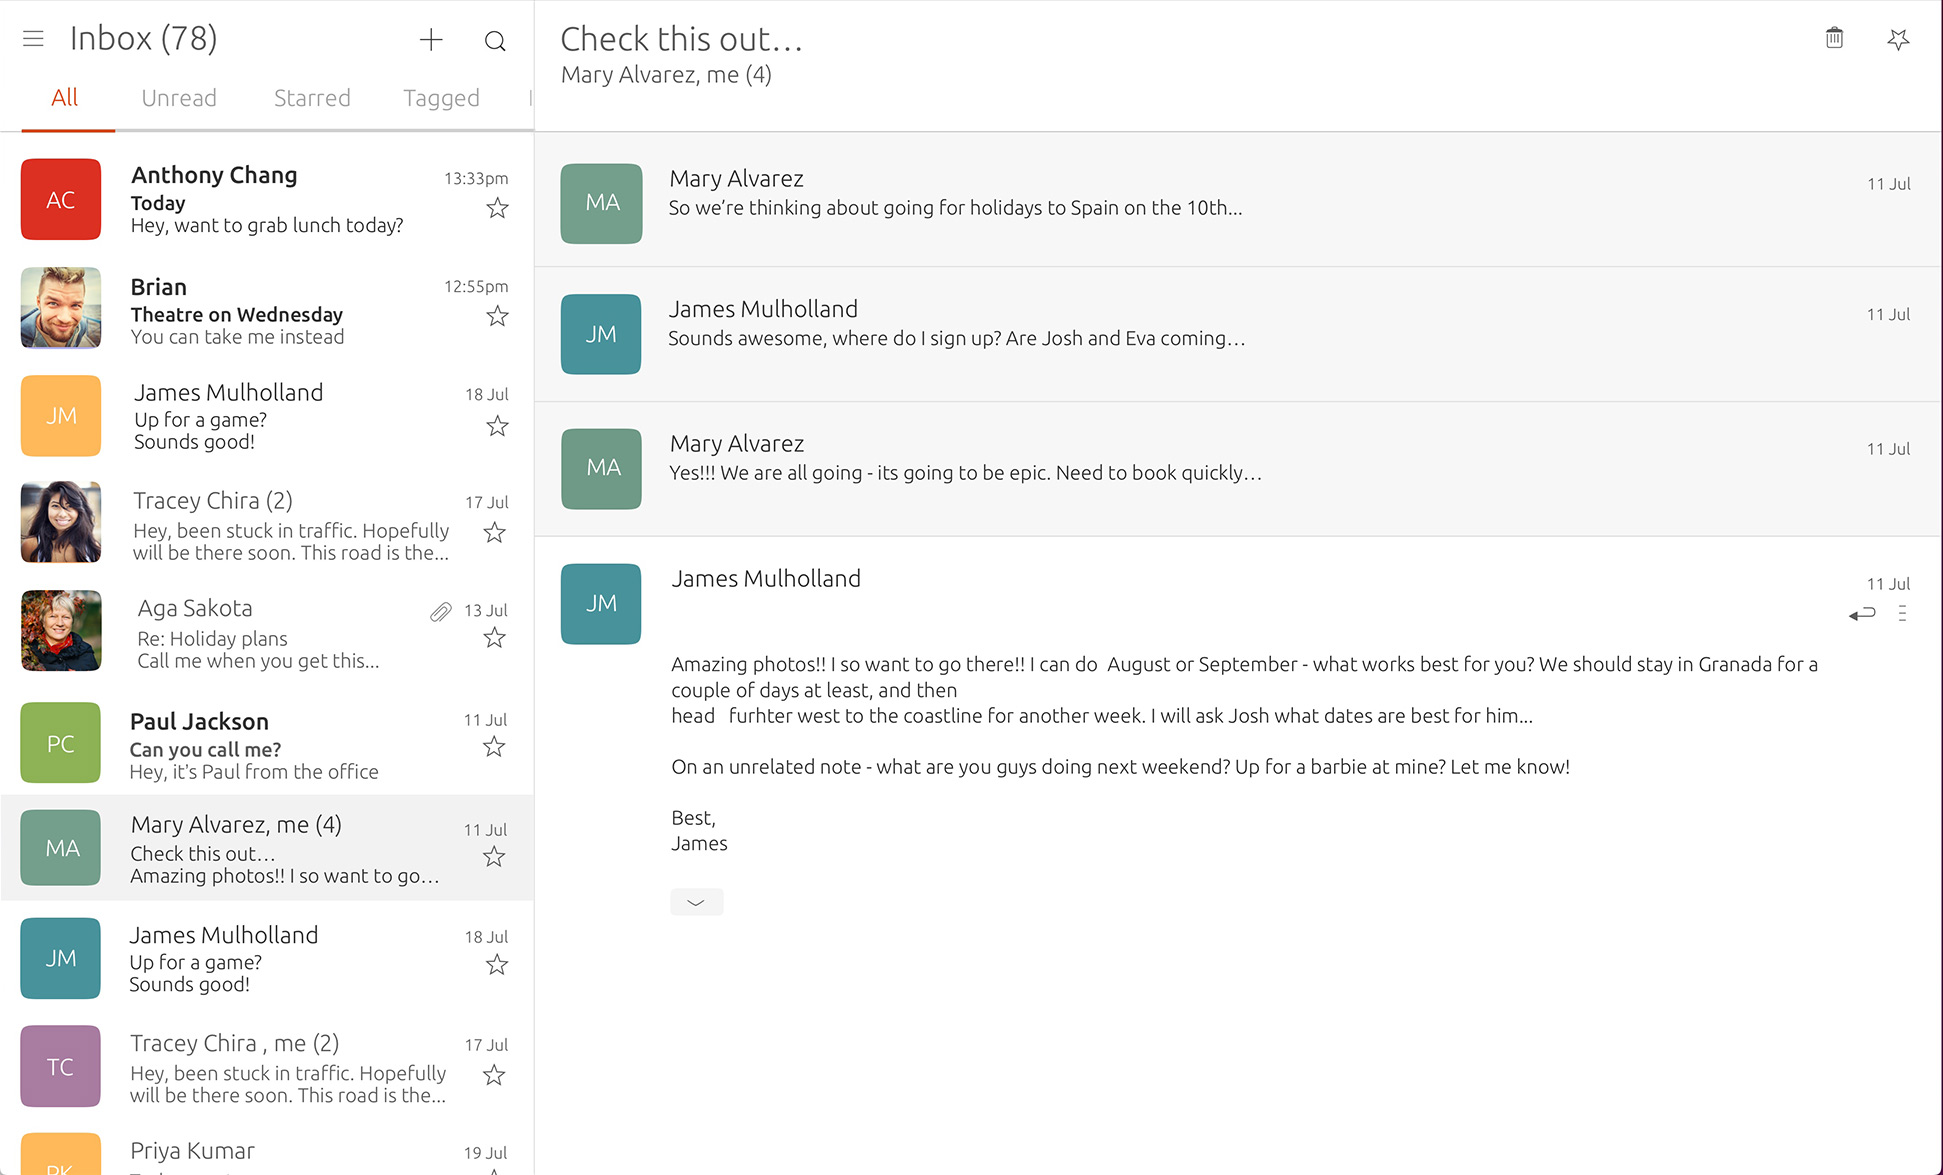 Inbox (78)
All Unread Starred Tagged
AC
Anthony Chang 13:33pm
Today
Hey, want to grab lunch today?
Brian 12:55pm
Theatre on Wednesday
You can take me instead
JM
James Mulholland 18 Jul
Up for a game?
Sounds good!
Tracey Chira (2) 17 Jul
Hey, been stuck in traffic. Hopefully
will be there soon. This road is the...
Aga Sakota 13 Jul
Re: Holiday plans
Call me when you get this...
PC
Paul Jackson 11 Jul
Can you call me?
Hey, it's Paul from the office
MA
Mary Alvarez, me (4) 11 Jul
Check this out...
Amazing photos!! I so want to go...
JM
James Mulholland 18 Jul
Up for a game?
Sounds good!
TC
Tracey Chira , me (2) 17 Jul
Hey, been stuck in traffic. Hopefully
will be there soon. This road is the...
PK
Priya Kumar 19 Jul
Check this out...
Mary Alvarez, me (4)
MA
Mary Alvarez 11 Jul
So we’re thinking about going for holidays to Spain on the 10th...
JM
James Mulholland 11 Jul
Sounds awesome, where do I sign up? Are Josh and Eva coming...
MA
Mary Alvarez 11 Jul
Yes!!! We are all going - its going to be epic. Need to book quickly...
JM
James Mulholland 11 Jul
Amazing photos!! I so want to go there!! I can do  August or September - what works best for you? We should stay in Granada for a
couple of days at least, and then
head   furhter west to the coastline for another week. I will ask Josh what dates are best for him...
On an unrelated note - what are you guys doing next weekend? Up for a barbie at mine? Let me know!
Best,
James